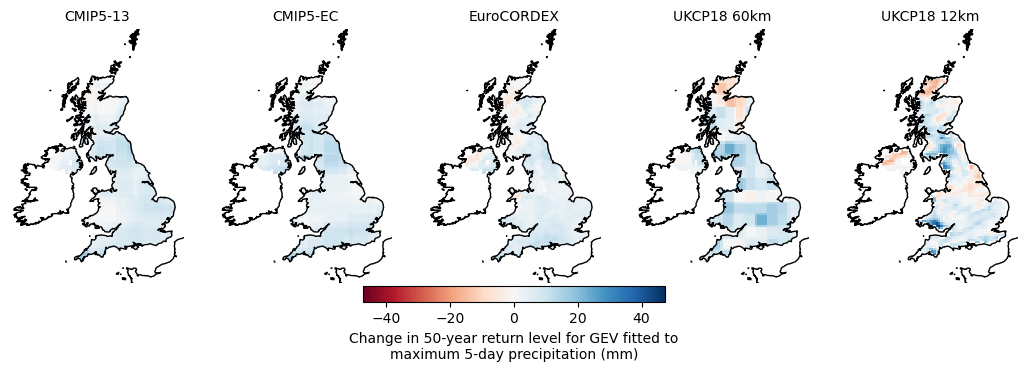 CMIP5-13 CMIP5-EC EuroCORDEX UKCP18 60km UKCP18 12km
−40 −20 0 20 40
Change in 50-year return level for GEV fitted to
maximum 5-day precipitation (mm)